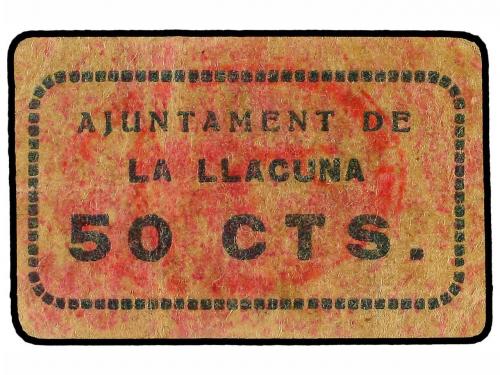 AJUNTAMENT DE
LA LLACUNA
50 CTS.